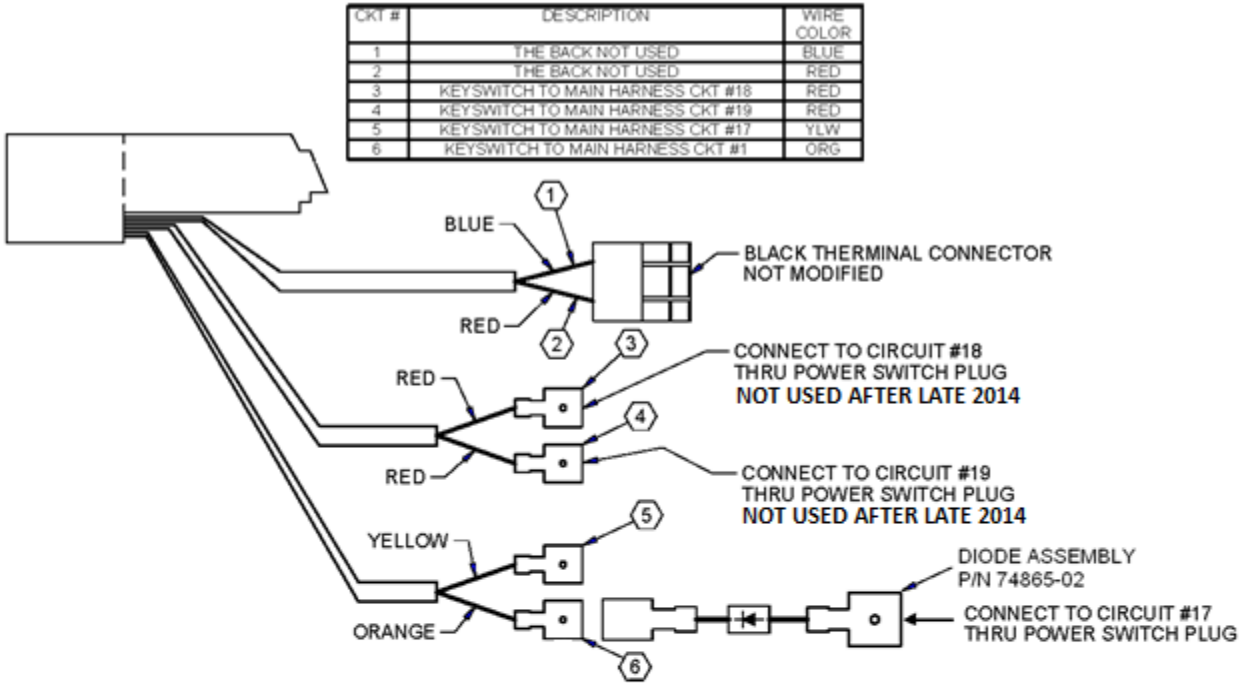 CKT # DESCRIPTION WIRE COLOR
1 THE BACK NOT USED BLUE
2 THE BACK NOT USED RED
3 KEYSWITCH TO MAIN HARNESS CKT #18 RED
4 KEYSWITCH TO MAIN HARNESS CKT #19 RED
5 KEYSWITCH TO MAIN HARNESS CKT #17 YLW
6 KEYSWITCH TO MAIN HARNESS CKT #1 ORG
1
BLUE
BLACK THERMINAL CONNECTOR
NOT MODIFIED
RED
2
3
CONNECT TO CIRCUIT #18
THRU POWER SWITCH PLUG
NOT USED AFTER LATE 2014
RED
4
RED
CONNECT TO CIRCUIT #19
THRU POWER SWITCH PLUG
NOT USED AFTER LATE 2014
5
YELLOW
DIODE ASSEMBLY
P/N 74865-02
CONNECT TO CIRCUIT #17
THRU POWER SWITCH PLUG
ORANGE
6